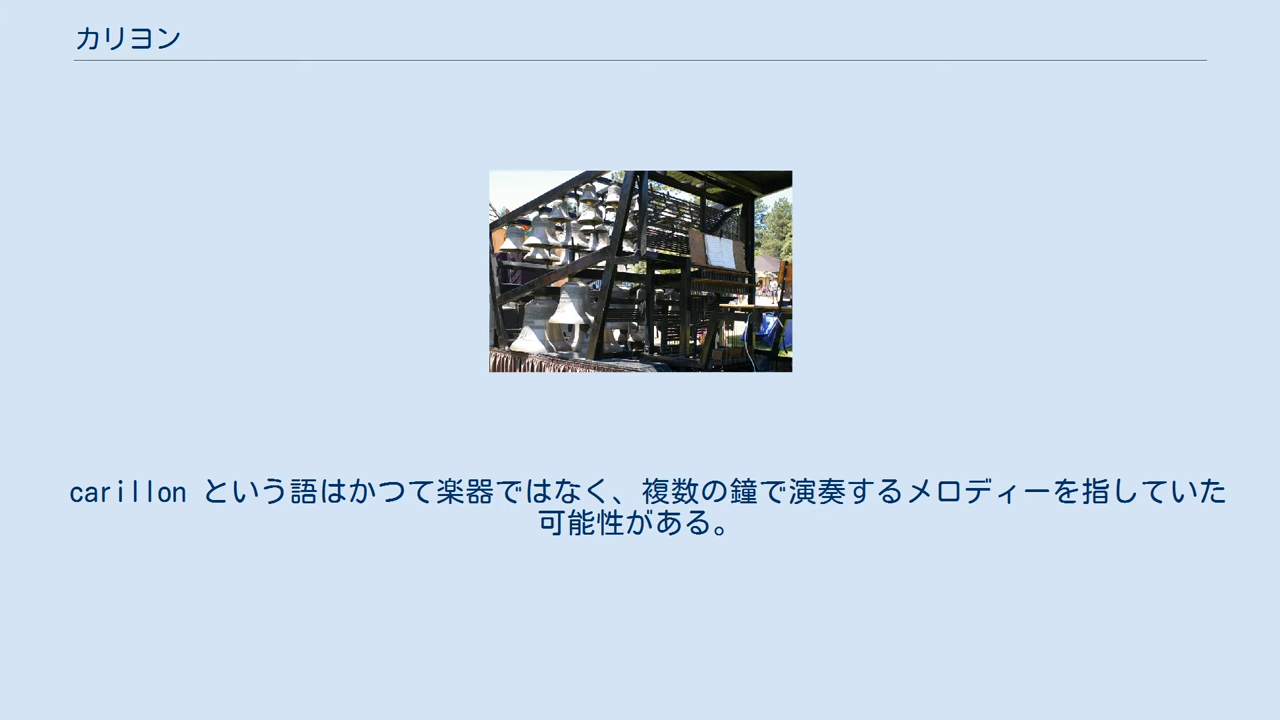 カリヨン
carillon という語はかつて楽器ではなく、複数の鐘で演奏するメロディーを指していた
可能性がある。